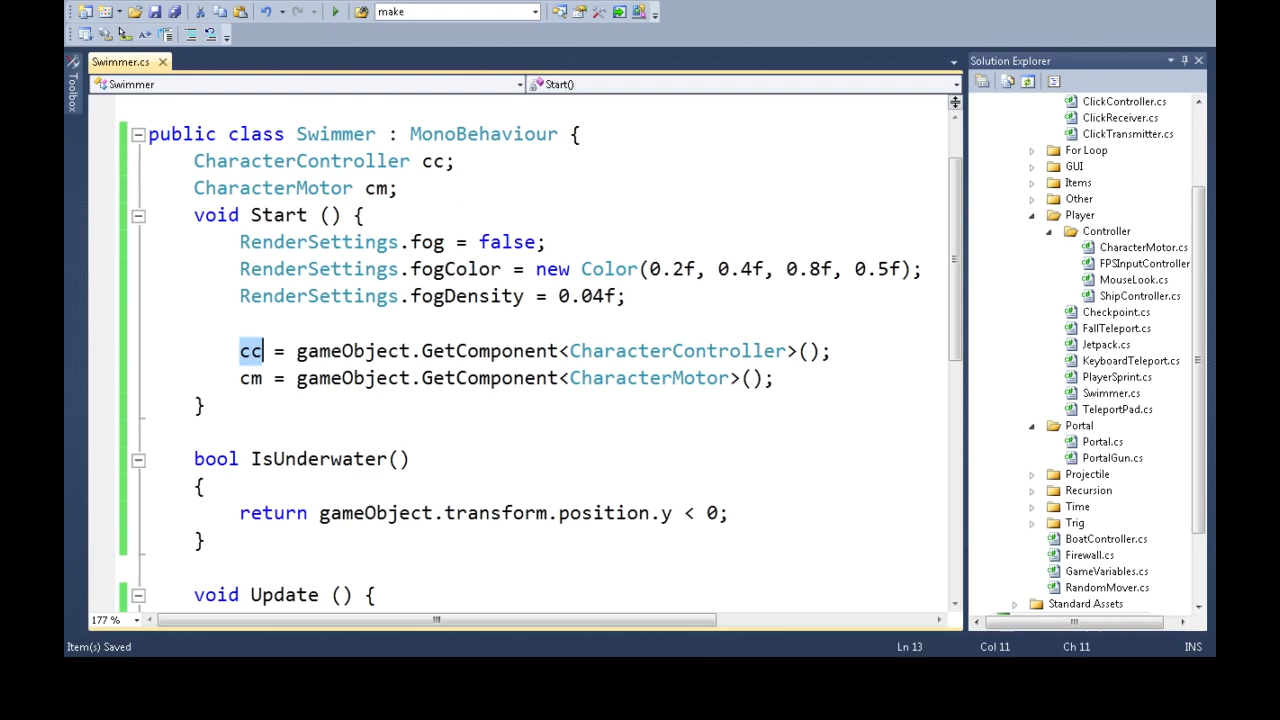 make
Swimmer.cs
Solution Explorer
Toolbox
Swimmer
Start()
public class Swimmer : MonoBehaviour {
CharacterController cc;
CharacterMotor cm;
void Start () {
RenderSettings.fog = false;
RenderSettings.fogColor = new Color(0.2f, 0.4f, 0.8f, 0.5f);
RenderSettings.fogDensity = 0.04f;
cc = gameObject.GetComponent<CharacterController>();
cm = gameObject.GetComponent<CharacterMotor>();
}
bool IsUnderwater()
{
return gameObject.transform.position.y < 0;
}
void Update () {
177 %
ClickController.cs
ClickReceiver.cs
ClickTransmitter.cs
For Loop
GUI
Items
Other
Player
Controller
CharacterMotor.cs
FPSInputController
MouseLook.cs
ShipController.cs
Checkpoint.cs
FallTeleport.cs
Jetpack.cs
KeyboardTeleport.cs
PlayerSprint.cs
Swimmer.cs
TeleportPad.cs
Portal
Portal.cs
PortalGun.cs
Projectile
Recursion
Time
Trig
BoatController.cs
Firewall.cs
GameVariables.cs
RandomMover.cs
Standard Assets
Item(s) Saved
Ln 13
Col 11
Ch 11
INS